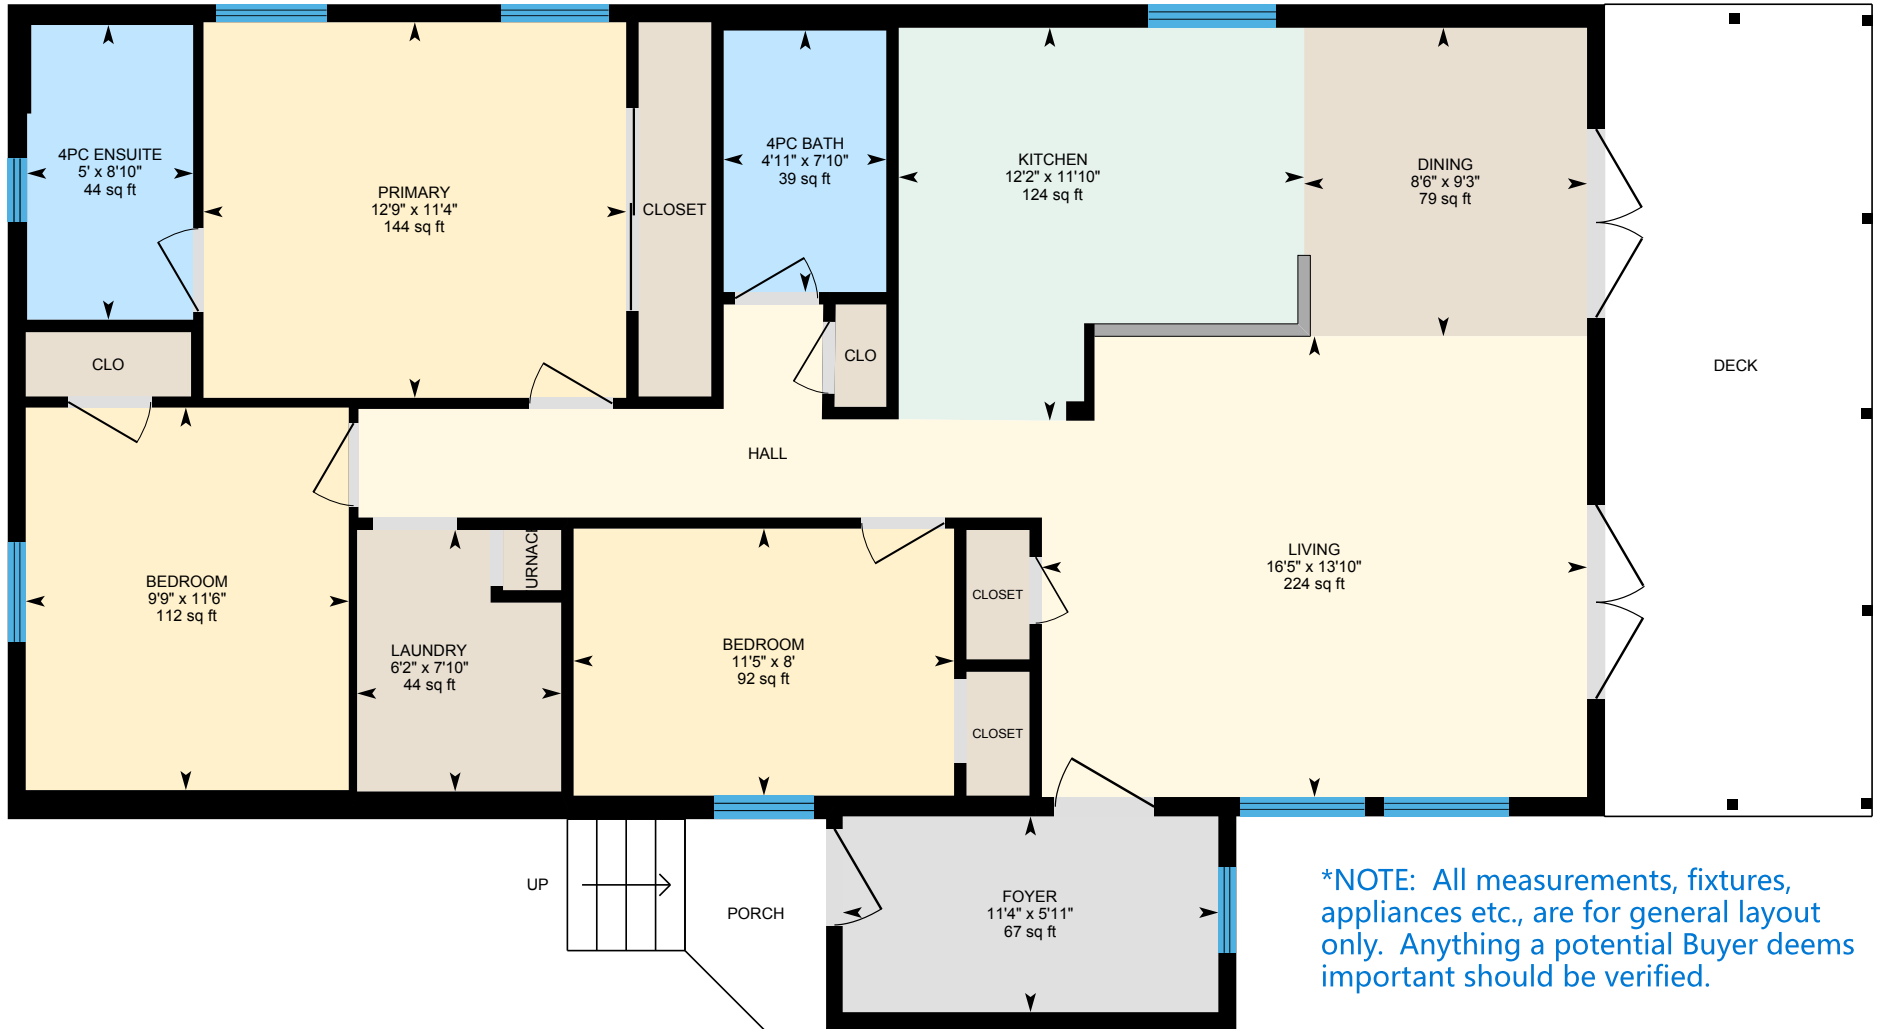 4PC ENSUITE
5' x 8'10"
44 sq ft
PRIMARY
12'9" x 11'4"
144 sq ft
CLOSET
4PC BATH
4'11" x 7'10"
39 sq ft
KITCHEN
12'2" x 11'10"
124 sq ft
DINING
8'6" x 9'3"
79 sq ft
CLO
CLO
DECK
HALL
BEDROOM
9'9" x 11'6"
112 sq ft
LAUNDRY
6'2" x 7'10"
44 sq ft
URNAC
BEDROOM
11'5" x 8'
92 sq ft
CLOSET
CLOSET
LIVING
16'5" x 13'10"
224 sq ft
UP
PORCH
FOYER
11'4" x 5'11"
67 sq ft
*NOTE: All measurements, fixtures,
appliances etc., are for general layout
only. Anything a potential Buyer deems
important should be verified.